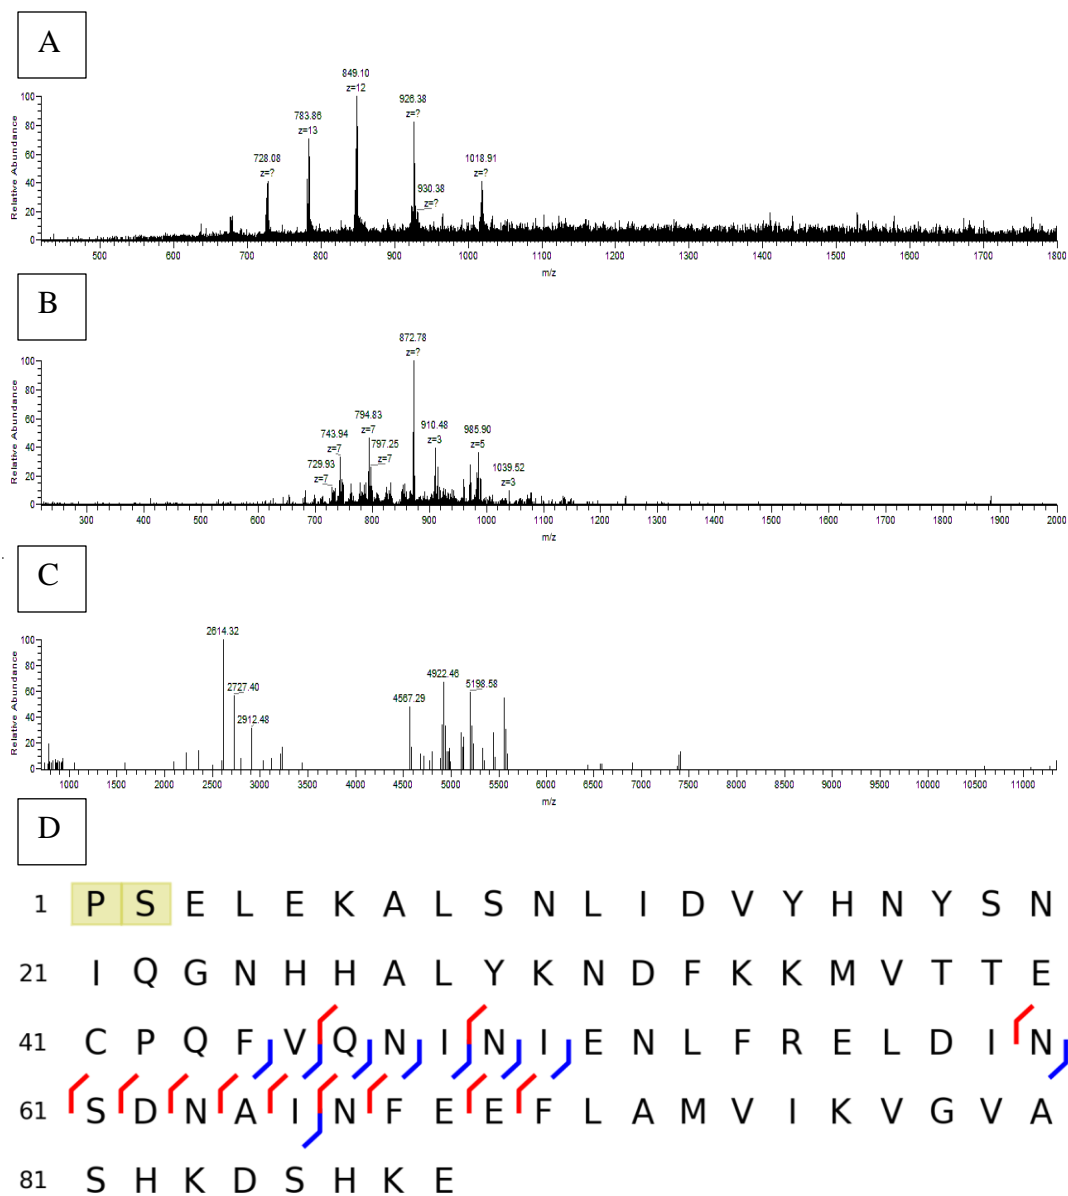 A
849.10
z=12
926.38
z=?
783.86
z=13
728.08
z=?
1018.91
z=?
930.38
z=?
100
80
60
40
20
0
Relative Abundance
500 600 700 800 900 1000 1100 1200 1300 1400 1500 1600 1700 1800
m/z
B
872.78
z=?
794.83
z=7
743.94
z=7
797.25
z=7
910.48
z=3
985.90
z=5
729.93
z=7
1039.52
z=3
100
80
60
40
20
0
Relative Abundance
300 400 500 600 700 800 900 1000 1100 1200 1300 1400 1500 1600 1700 1800 1900 2000
m/z
C
2614.32
4922.46
2727.40
5198.58
4567.29
2912.48
100
80
60
40
20
0
Relative Abundance
1000 1500 2000 2500 3000 3500 4000 4500 5000 5500 6000 6500 7000 7500 8000 8500 9000 9500 10000 10500 11000
m/z
D
1 P S E L E K A L S N L I D V Y H N Y S N
21 I Q G N H H A L Y K N D F K K M V T T E
41 C P Q F V Q N I N I E N L F R E L D I N
61 S D N A I N F E E F L A M V I K V G V A
81 S H K D S H K E